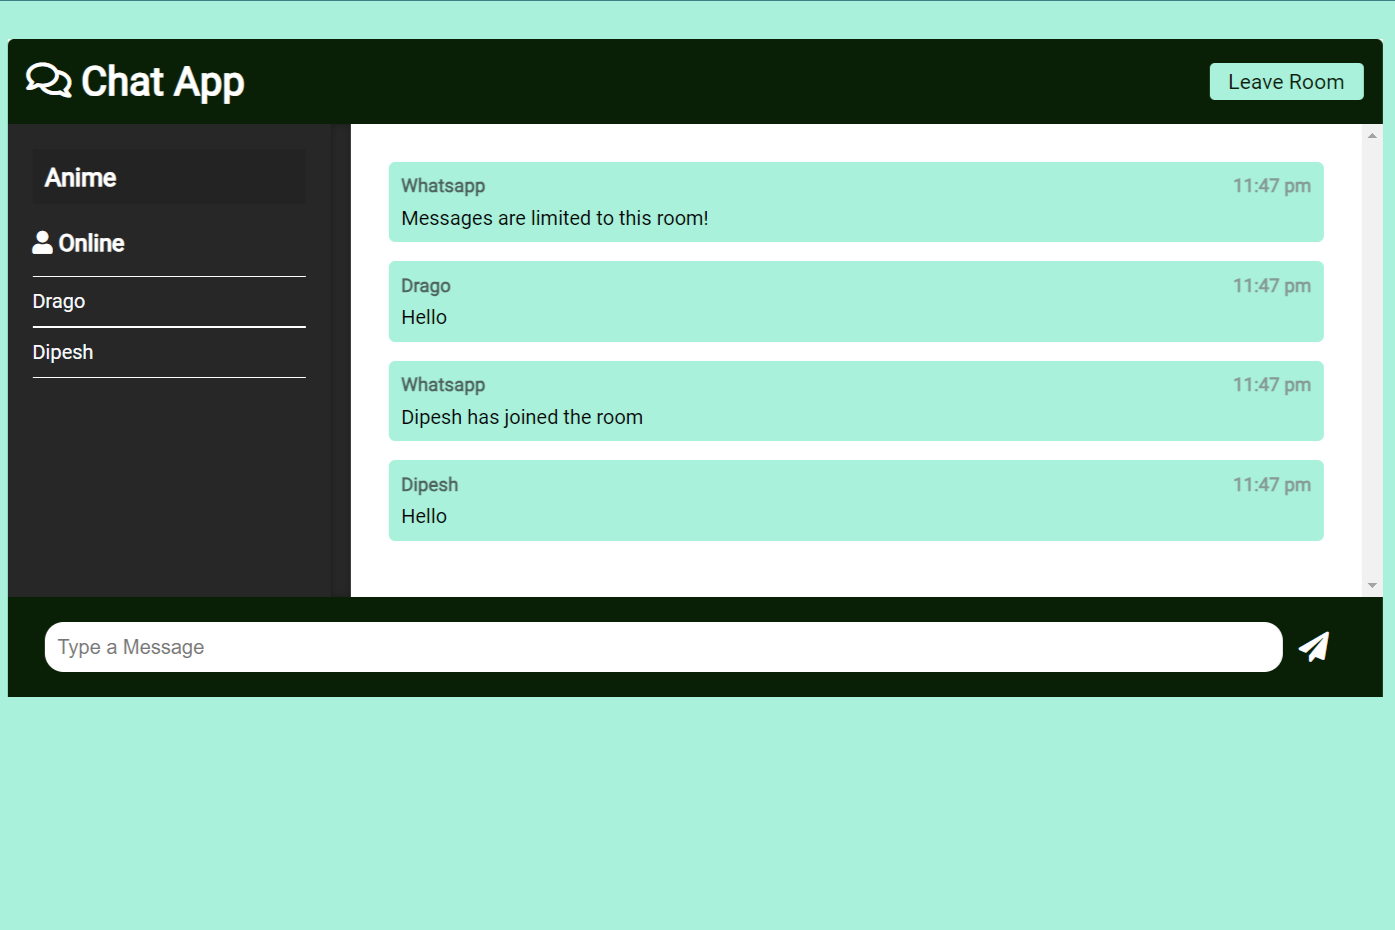 Chat App
Leave Room
Anime
Online
Drago
Dipesh
Whatsapp 11:47 pm
Messages are limited to this room!
Drago 11:47 pm
Hello
Whatsapp 11:47 pm
Dipesh has joined the room
Dipesh 11:47 pm
Hello
Type a Message